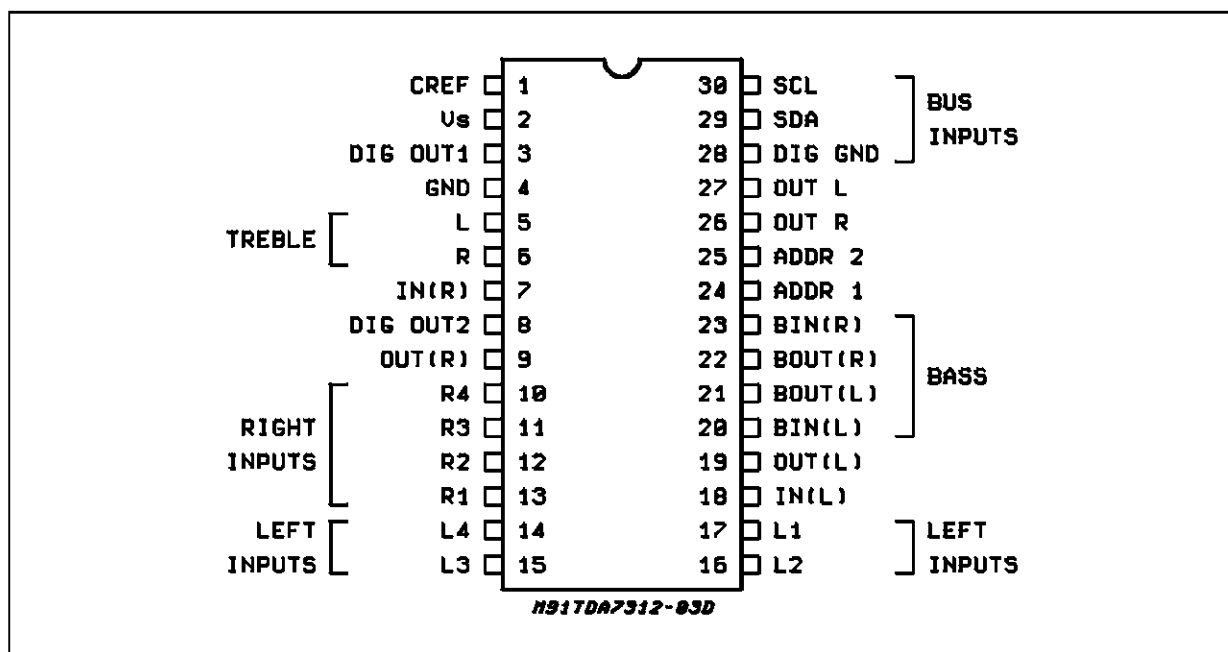 CREF 1 30 SCL
Vs 2 29 SDA
BUS
INPUTS
DIG OUT1 3 28 DIG GND
GND 4 27 OUT L
TREBLE
L 5 26 OUT R
R 6 25 ADDR 2
IN(R) 7 24 ADDR 1
DIG OUT2 8 23 BIN(R)
OUT(R) 9 22 BOUT(R)
BASS
R4 10 21 BOUT(L)
RIGHT
INPUTS
R3 11 20 BIN(L)
R2 12 19 OUT(L)
R1 13 18 IN(L)
LEFT
INPUTS
L4 14 17 L1
LEFT
INPUTS
L3 15 16 L2
M91TDA7312-03D